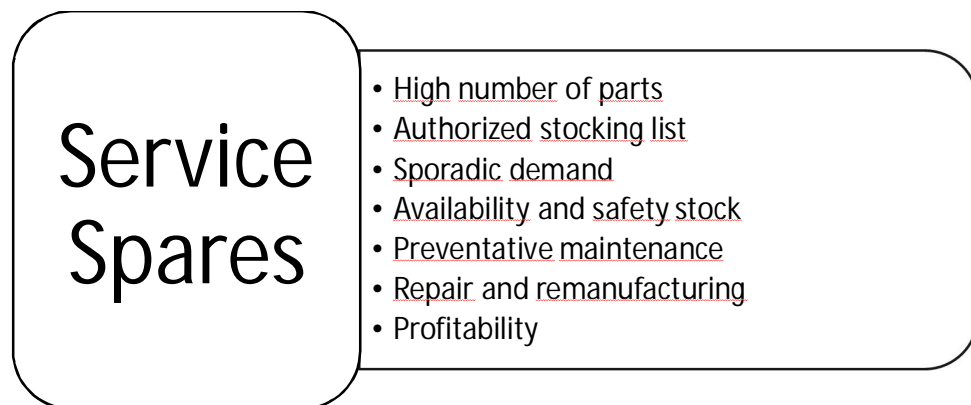 Service
Spares
• High number of parts
• Authorized stocking list
• Sporadic demand
• Availability and safety stock
• Preventative maintenance
• Repair and remanufacturing
• Profitability